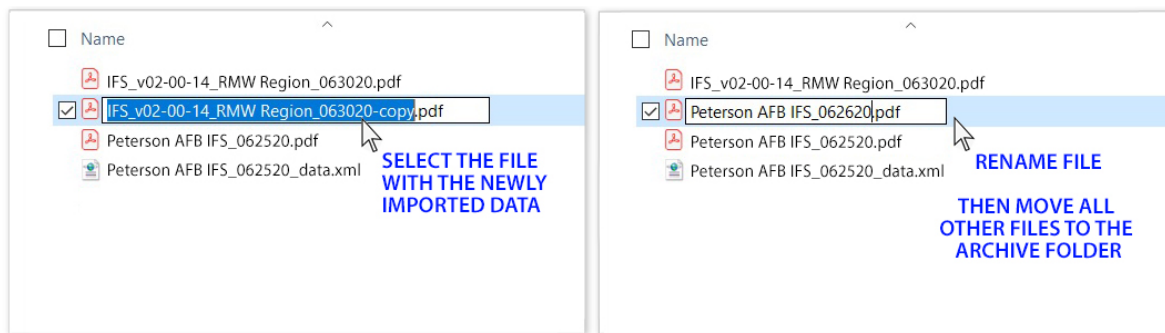 Name
IFS_v02-00-14_RMW Region_063020.pdf
IFS_v02-00-14_RMW Region_063020-copy.pdf
Peterson AFB IFS_062520.pdf
Peterson AFB IFS_062520_data.xml
SELECT THE FILE
WITH THE NEWLY
IMPORTED DATA
Name
IFS_v02-00-14_RMW Region_063020.pdf
Peterson AFB IFS_062620.pdf
Peterson AFB IFS_062520.pdf
Peterson AFB IFS_062520_data.xml
RENAME FILE
THEN MOVE ALL
OTHER FILES TO THE
ARCHIVE FOLDER